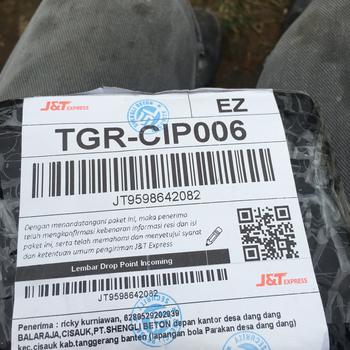 J&T EXPRESS
EZ
TGR-CIP006
JT9598642082
Dengan menandatangani paket ini, maka penerima
telah mengkonfirmasi kebenaran informasi resi dan isi
paket ini, serta telah memahami dan menyetujui syarat
dan ketentuan umum pengiriman J&T Express
Lembar Drop Point Incoming
J&T EXPRESS
JT9598642082
Penerima : ricky kurniawan, 6289529202939
BALARAJA,CISAUK,PT.SHENGLI BETON depan kantor desa dang dang
kec.cisauk kab.tanggerang banten (lapangan bola Parakan desa dang dang)